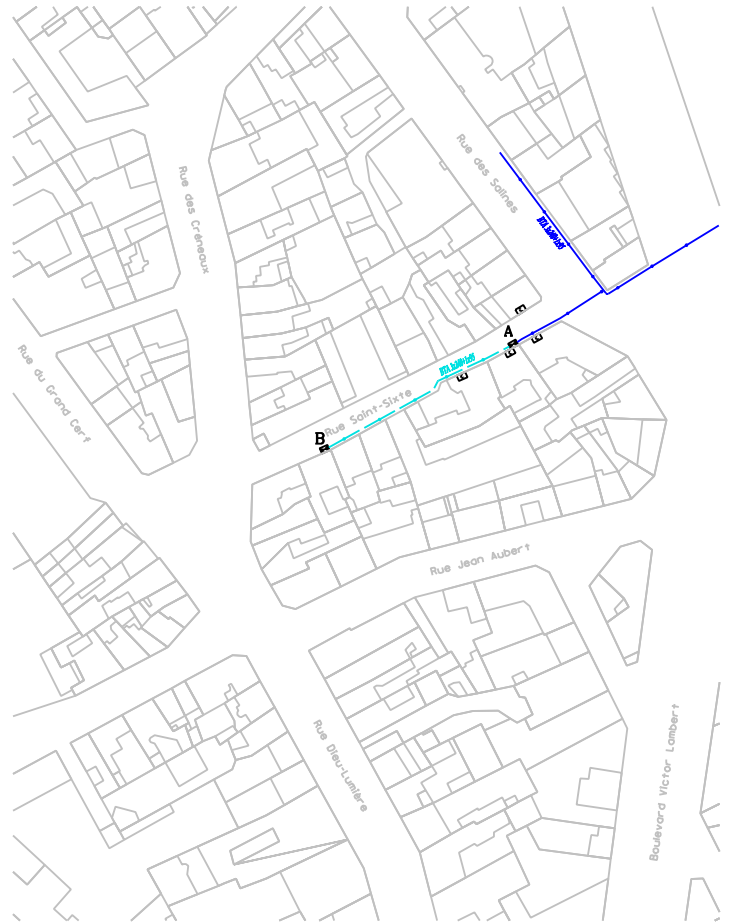 Rue des Salines
Rue des Créneaux
A
Rue du Grand Cerf
Rue Saint-Sixte
B
Rue Jean Aubert
Rue Dieu-Lumière
Boulevard Victor Lambert